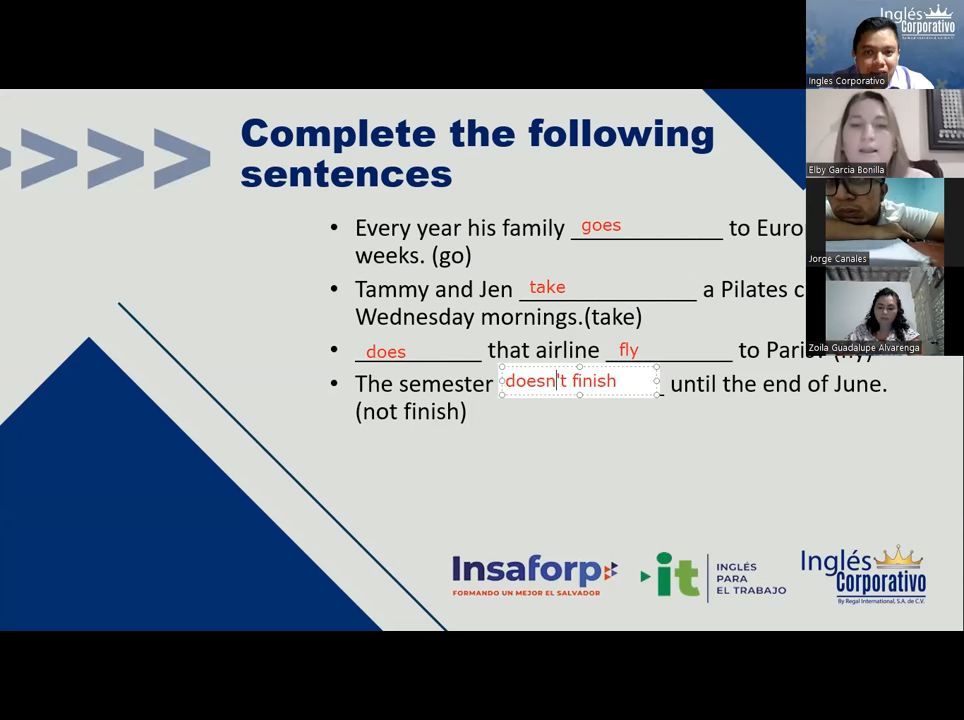 Complete the following
sentences
• Every year his family goes to Euro
weeks. (go)
• Tammy and Jen take a Pilates c
Wednesday mornings.(take)
• does that airline fly to Paris? (fly)
• The semester doesn't finish until the end of June.
(not finish)
Inglés
Corporativo
Ingles Corporativo
Elby Garcia Bonilla
Jorge Canales
Zoila Guadalupe Alvarenga
Insaforp
FORMANDO UN MEJOR EL SALVADOR
it
INGLÉS
PARA
EL TRABAJO
Inglés
Corporativo
By Regal International, S.A. de C.V.